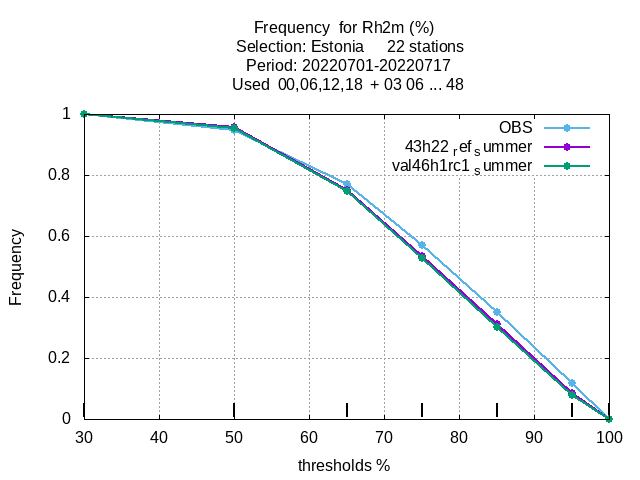 Frequency  for Rh2m (%)
Selection: Estonia     22 stations
Period: 20220701-20220717
Used  00,06,12,18  + 03 06 ... 48
OBS
43h22 ref summer
val46h1rc1 summer
1
0.8
0.6
0.4
0.2
0
Frequency
30 40 50 60 70 80 90 100
thresholds %